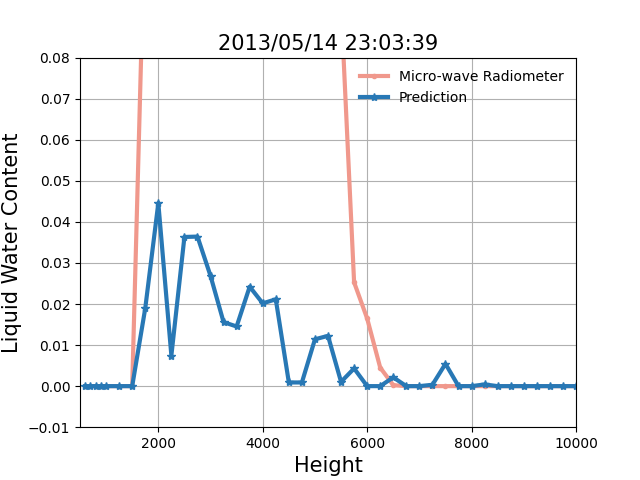 2013/05/14 23:03:39
Micro-wave Radiometer
Prediction
Liquid Water Content
0.08
0.07
0.06
0.05
0.04
0.03
0.02
0.01
0.00
−0.01
2000 4000 6000 8000 10000
Height